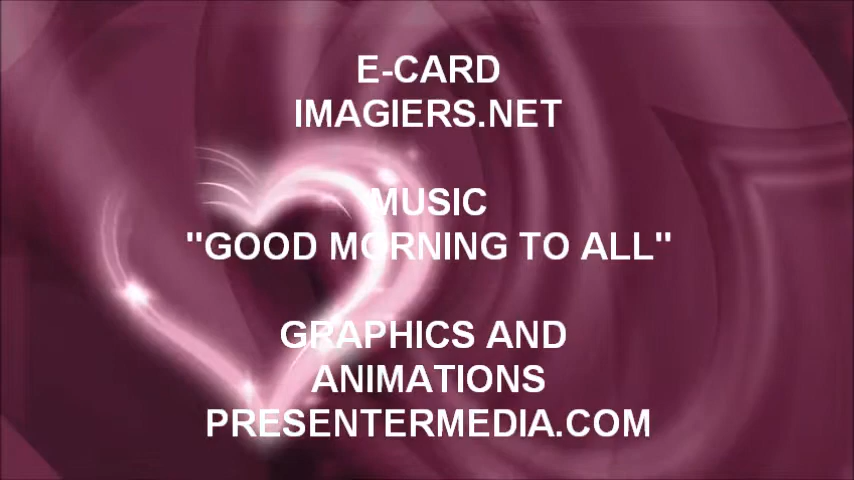 E-CARD
IMAGIERS.NET
MUSIC
"GOOD MORNING TO ALL"
GRAPHICS AND
ANIMATIONS
PRESENTERMEDIA.COM